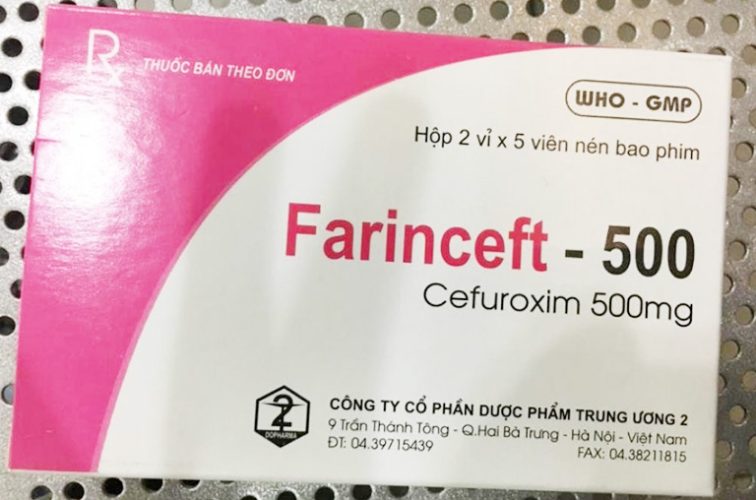 Rx THUỐC BÁN THEO ĐƠN
WHO - GMP
Hộp 2 vỉ x 5 viên nén bao phim
Farinceft - 500
Cefuroxim 500mg
2
DOPHARMA
CÔNG TY CỔ PHẦN DƯỢC PHẨM TRUNG ƯƠNG 2
9 Trần Thánh Tông - Q.Hai Bà Trưng - Hà Nội - Việt Nam
ĐT: 04.39715439 FAX: 04.38211815